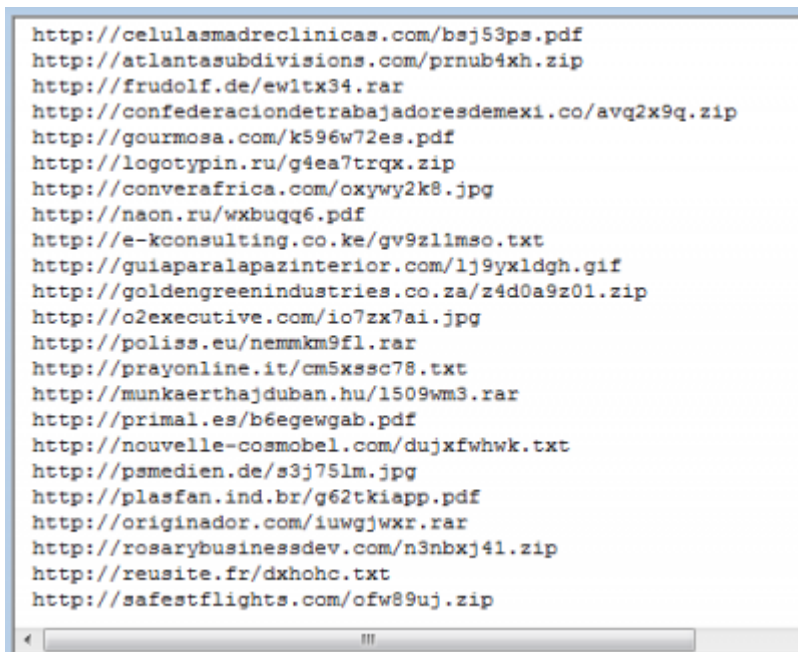 http://celulasmadreclinicas.com/bsj53ps.pdf
http://atlantasubdivisions.com/prnub4xh.zip
http://frudolf.de/ew1tx34.rar
http://confederaciondetrabajadoresdemexi.co/avq2x9q.zip
http://gourmosa.com/k596w72es.pdf
http://logotypin.ru/g4ea7trqx.zip
http://converafrica.com/oxywy2k8.jpg
http://naon.ru/wxbuqq6.pdf
http://e-kconsulting.co.ke/gv9zl1mso.txt
http://guiaparalapazinterior.com/lj9yxldgh.gif
http://goldengreenindustries.co.za/z4d0a9z01.zip
http://o2executive.com/io7zx7ai.jpg
http://poliss.eu/nemmkm9fl.rar
http://prayonline.it/cm5xssc78.txt
http://munkaerthajduban.hu/l509wm3.rar
http://primal.es/b6egewgab.pdf
http://nouvelle-cosmobel.com/dujxfwhwk.txt
http://psmedien.de/s3j75lm.jpg
http://plasfan.ind.br/g62tkiapp.pdf
http://originador.com/iuwgjwxr.rar
http://rosarybusinessdev.com/n3nbxj41.zip
http://reusite.fr/dxhohc.txt
http://safestflights.com/ofw89uj.zip